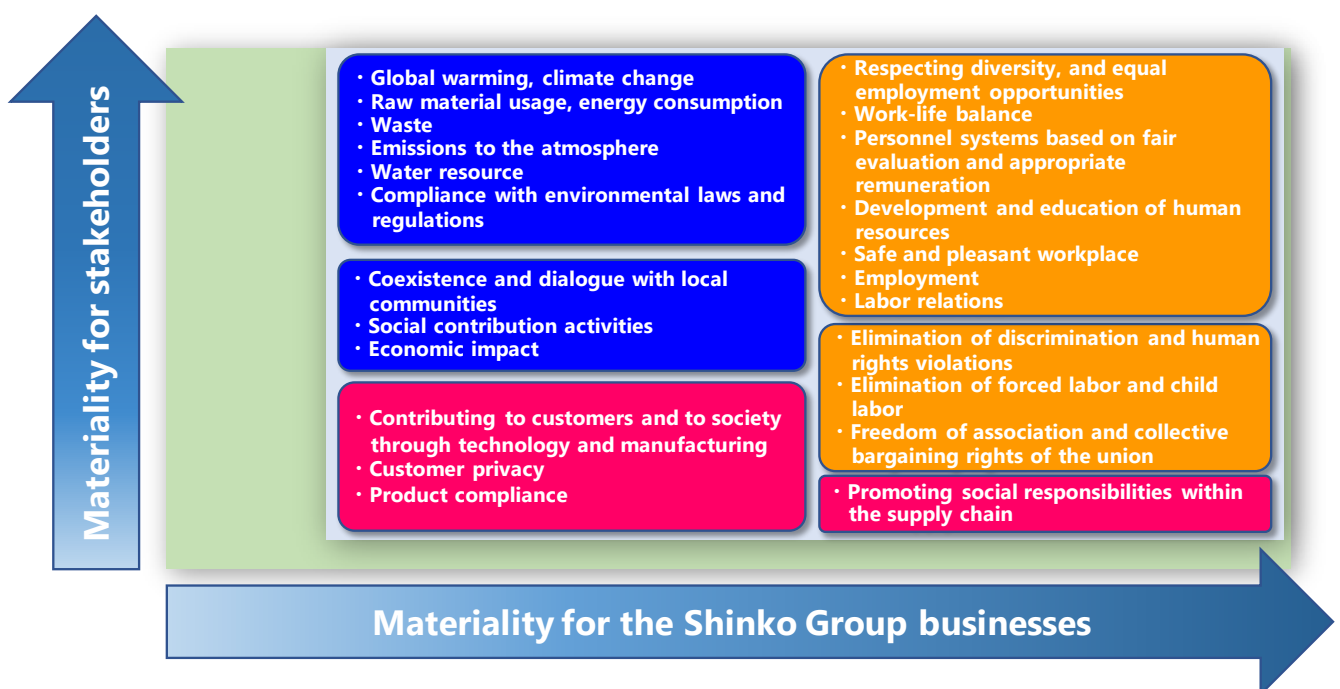 Materiality for stakeholders
・Global warming, climate change
・Raw material usage, energy consumption
・Waste
・Emissions to the atmosphere
・Water resource
・Compliance with environmental laws and
regulations
・Coexistence and dialogue with local
communities
・Social contribution activities
・Economic impact
・Contributing to customers and to society
through technology and manufacturing
・Customer privacy
・Product compliance
・Respecting diversity, and equal
employment opportunities
・Work-life balance
・Personnel systems based on fair
evaluation and appropriate
remuneration
・Development and education of human
resources
・Safe and pleasant workplace
・Employment
・Labor relations
・Elimination of discrimination and human
rights violations
・Elimination of forced labor and child
labor
・Freedom of association and collective
bargaining rights of the union
・Promoting social responsibilities within
the supply chain
Materiality for the Shinko Group businesses